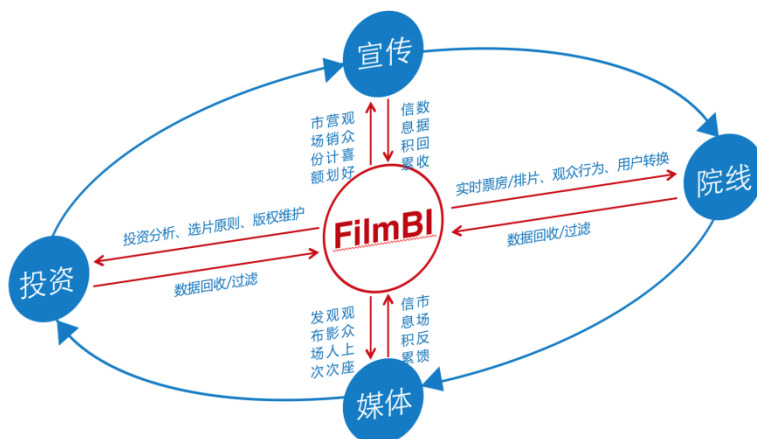 宣传
市场份额
营销计划
观众喜好
信息积累
数据回收
院线
实时票房/排片、观众行为、用户转换
数据回收/过滤
FilmBI
投资分析、选片原则、版权维护
数据回收/过滤
投资
发布场次
观影人次
观众上座
信息积累
市场反馈
媒体